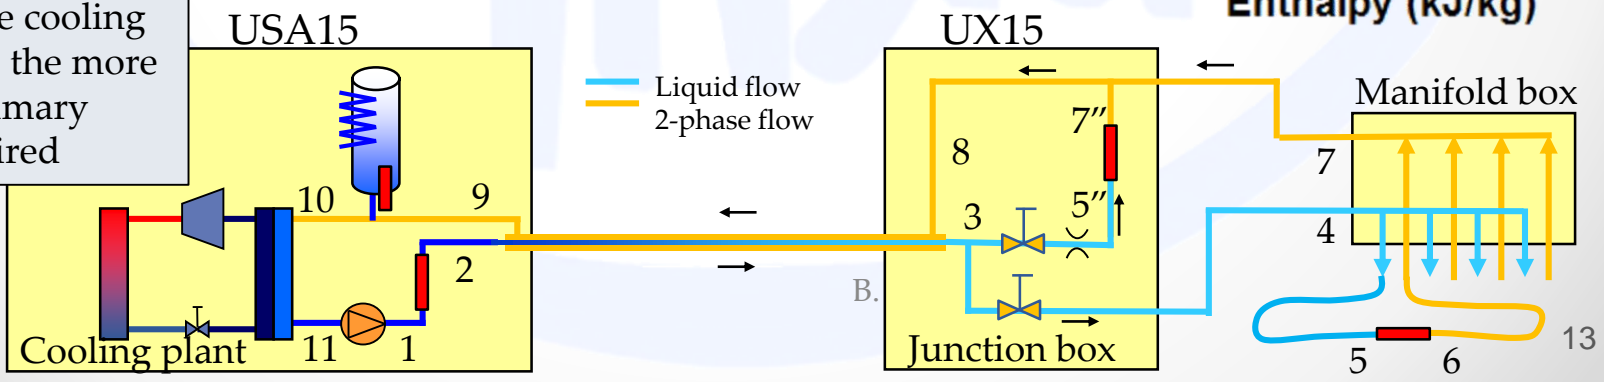 e cooling
the more
mary
ired
Enthalpy (kJ/kg)
USA15
UX15
Liquid flow
2-phase flow
Manifold box
7”
10
9
8
7
3
5”
4
2
B.
Cooling plant
11
1
Junction box
5
6
13